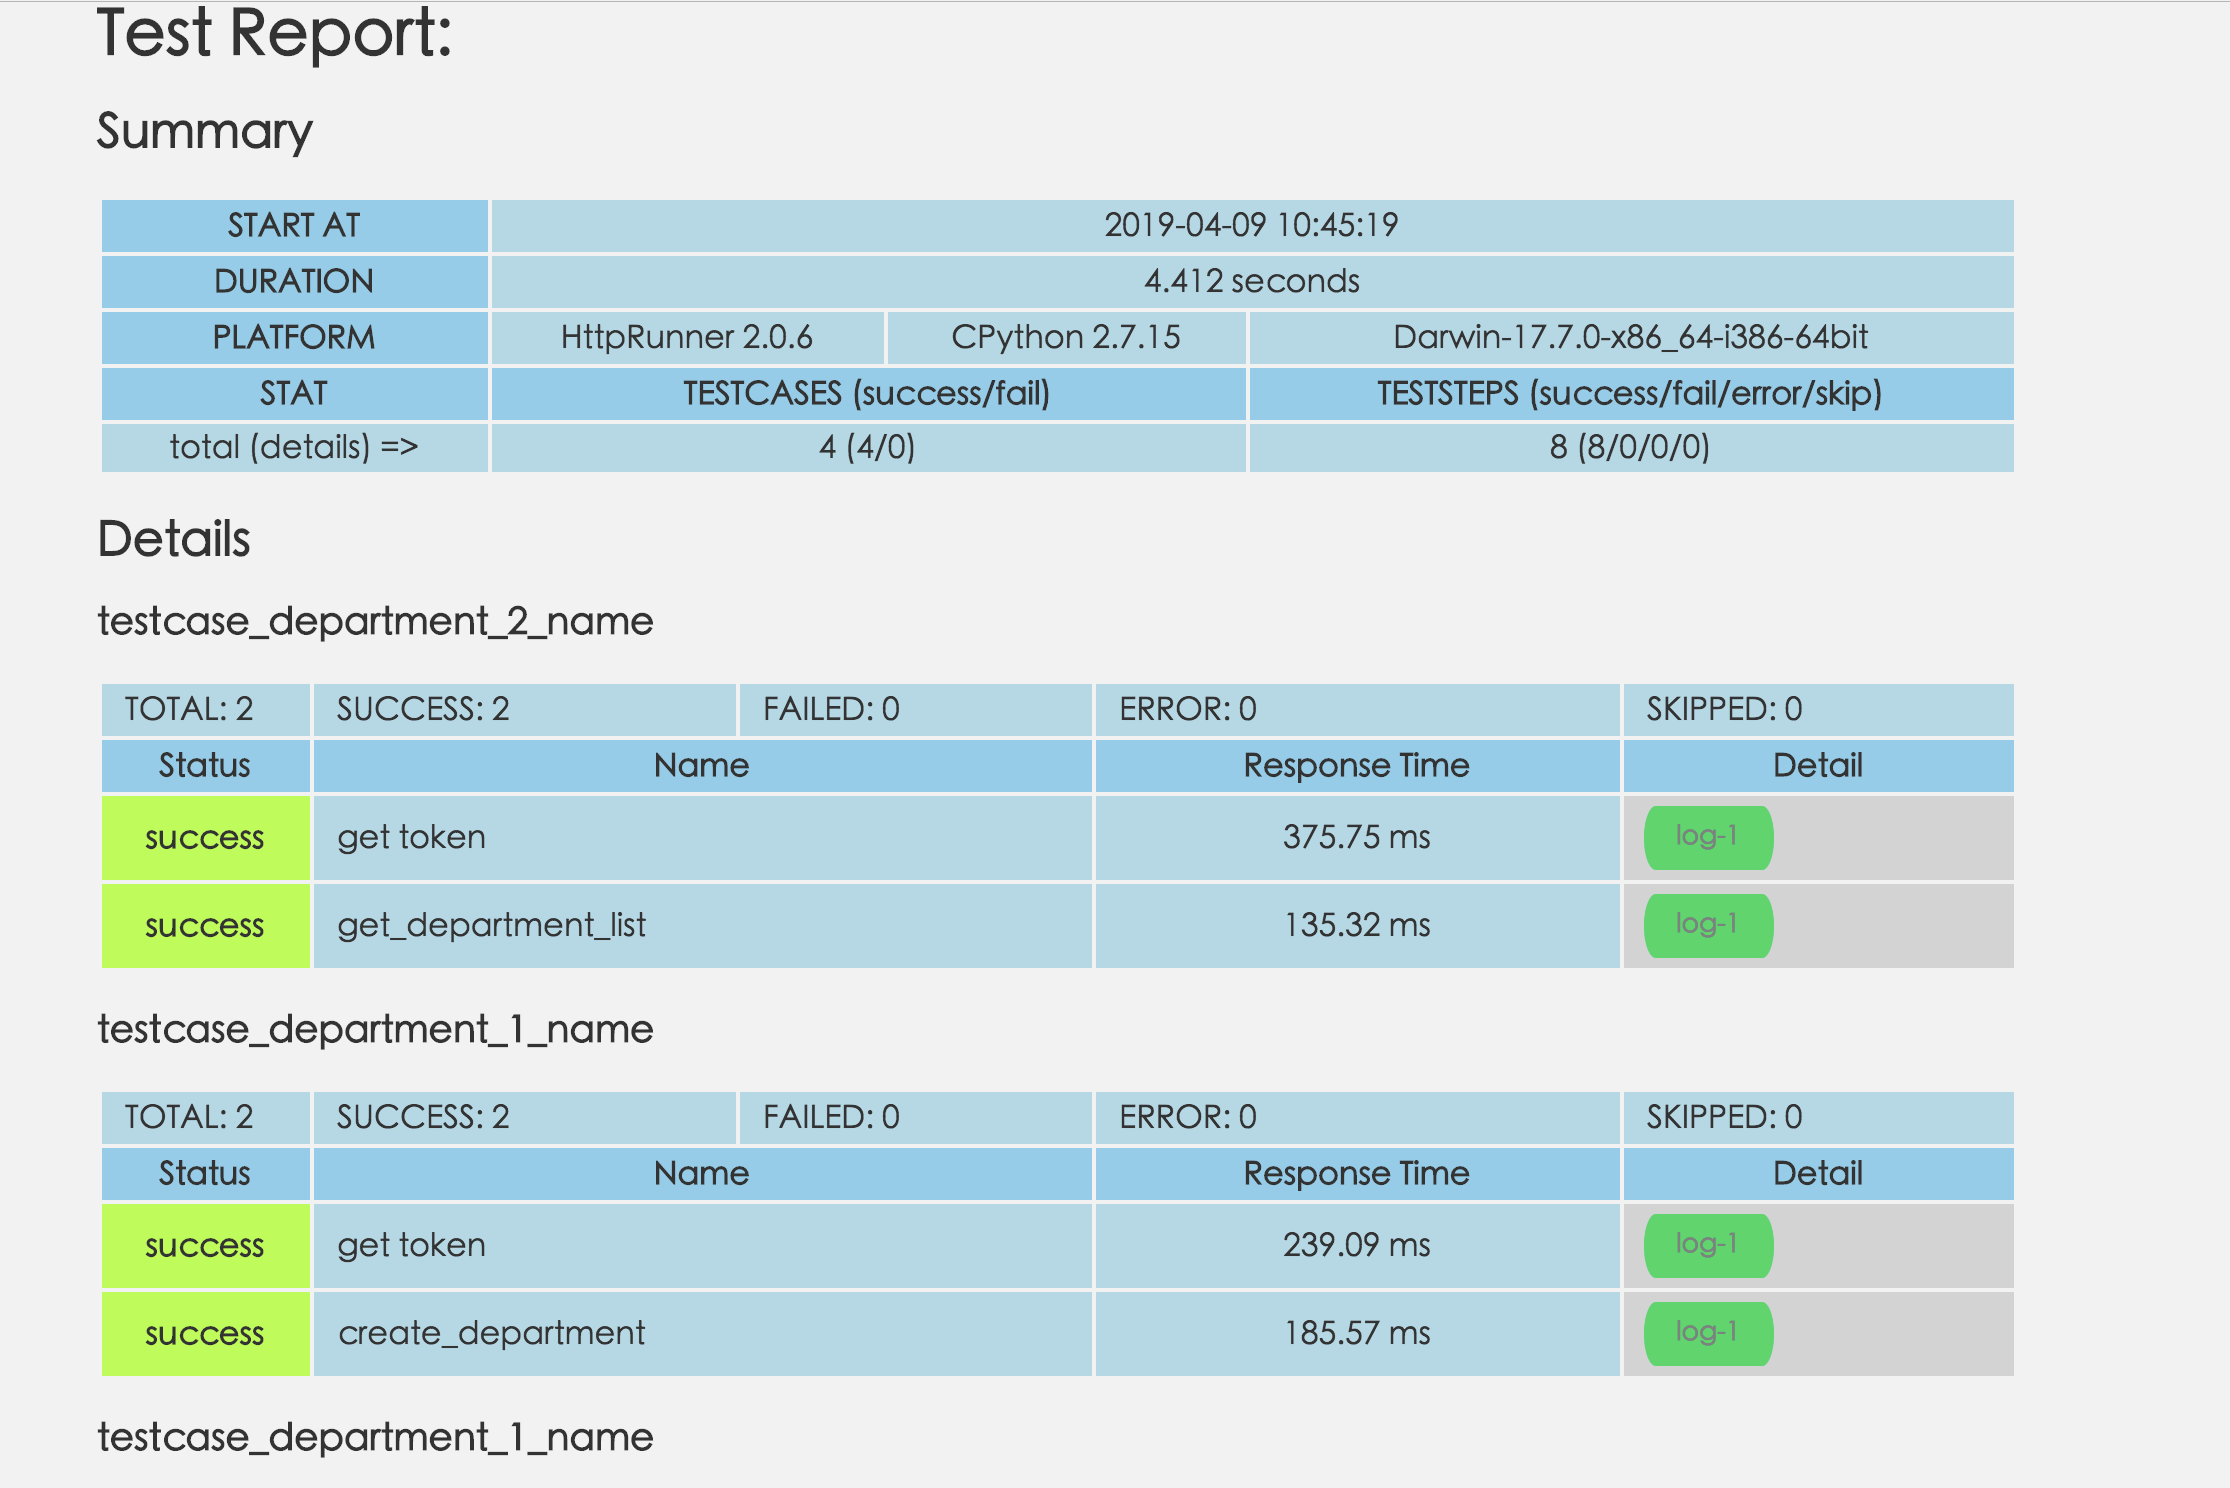 Test Report:
Summary
START AT 2019-04-09 10:45:19
DURATION 4.412 seconds
PLATFORM HttpRunner 2.0.6 CPython 2.7.15 Darwin-17.7.0-x86_64-i386-64bit
STAT TESTCASES (success/fail) TESTSTEPS (success/fail/error/skip)
total (details) => 4 (4/0) 8 (8/0/0/0)
Details
testcase_department_2_name
TOTAL: 2 SUCCESS: 2 FAILED: 0 ERROR: 0 SKIPPED: 0
Status Name Response Time Detail
success get token 375.75 ms log-1
success get_department_list 135.32 ms log-1
testcase_department_1_name
TOTAL: 2 SUCCESS: 2 FAILED: 0 ERROR: 0 SKIPPED: 0
Status Name Response Time Detail
success get token 239.09 ms log-1
success create_department 185.57 ms log-1
testcase_department_1_name